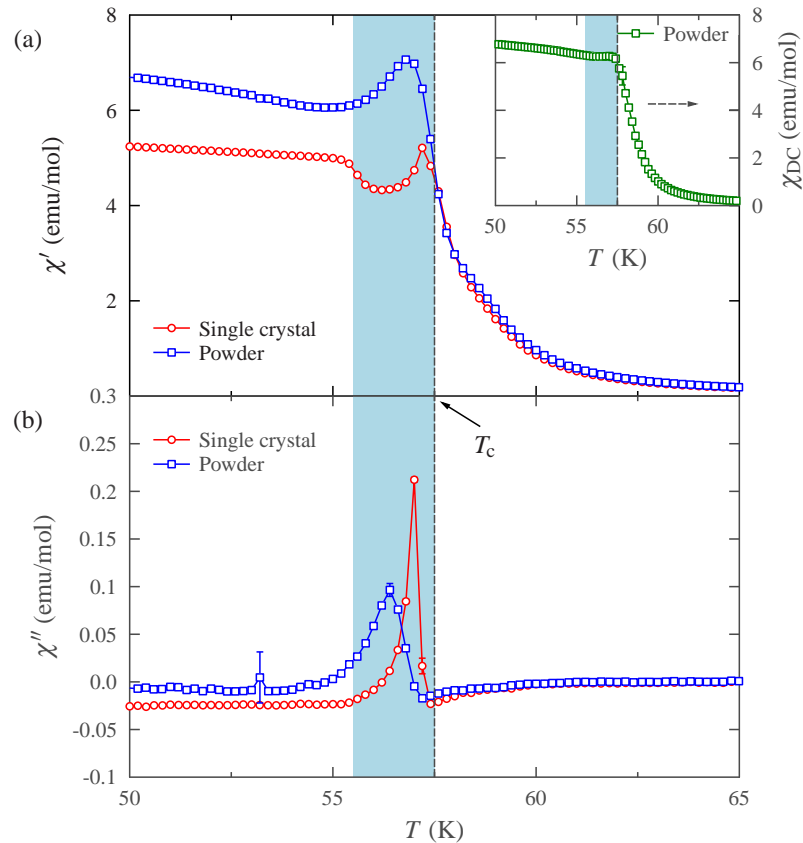 (a)
8
6
4
2
0.3
χ′ (emu/mol)
Single crystal
Powder
Powder
8
6
4
2
0
χDC (emu/mol)
50
55
60
T (K)
Tc
(b)
0.25
0.2
0.15
0.1
0.05
0.0
-0.05
-0.1
χ″ (emu/mol)
Single crystal
Powder
50
55
60
65
T (K)